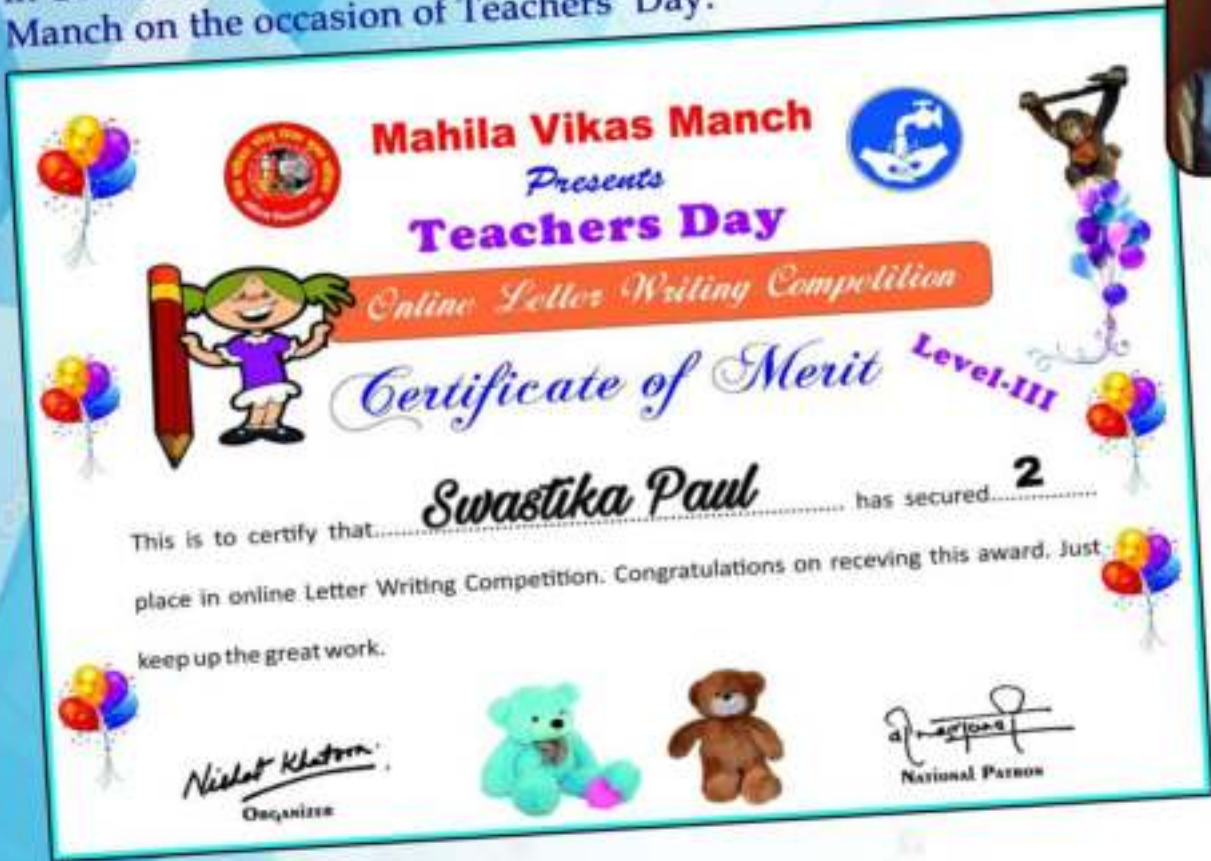 Manch on the occasion of Teachers' Day.
Mahila Vikas Manch
Presents
Teachers Day
Online Letter Writing Competition
Certificate of Merit
Level-III
This is to certify that..........Swastika Paul.......... has secured....2....
place in online Letter Writing Competition. Congratulations on receving this award. Just
keep up the great work.
Nishat Khatoon
Organizer
National Patron